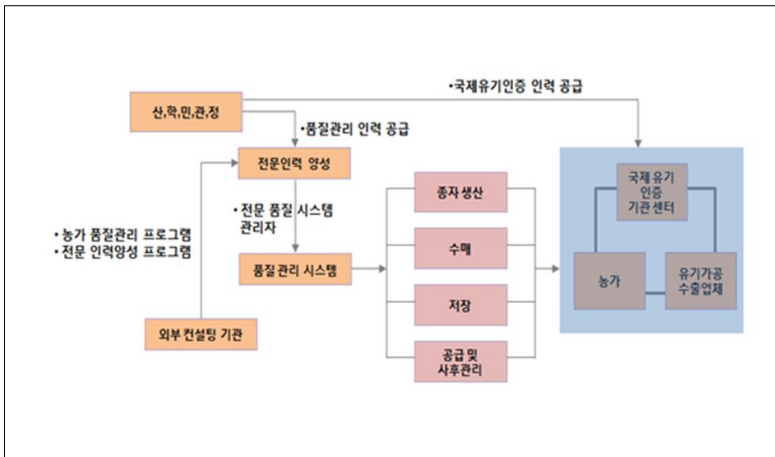 •국제유기인증 인력 공급
산,학,민,관,정
•품질관리 인력 공급
전문인력 양성
국제 유기
인증
기관 센터
종자 생산
• 전문 품질 시스템
관리자
• 농가 품질관리 프로그램
• 전문 인력양성 프로그램
수매
품질 관리 시스템
농가
유기가공
수출업체
저장
외부 컨설팅 기관
공급 및
사후관리